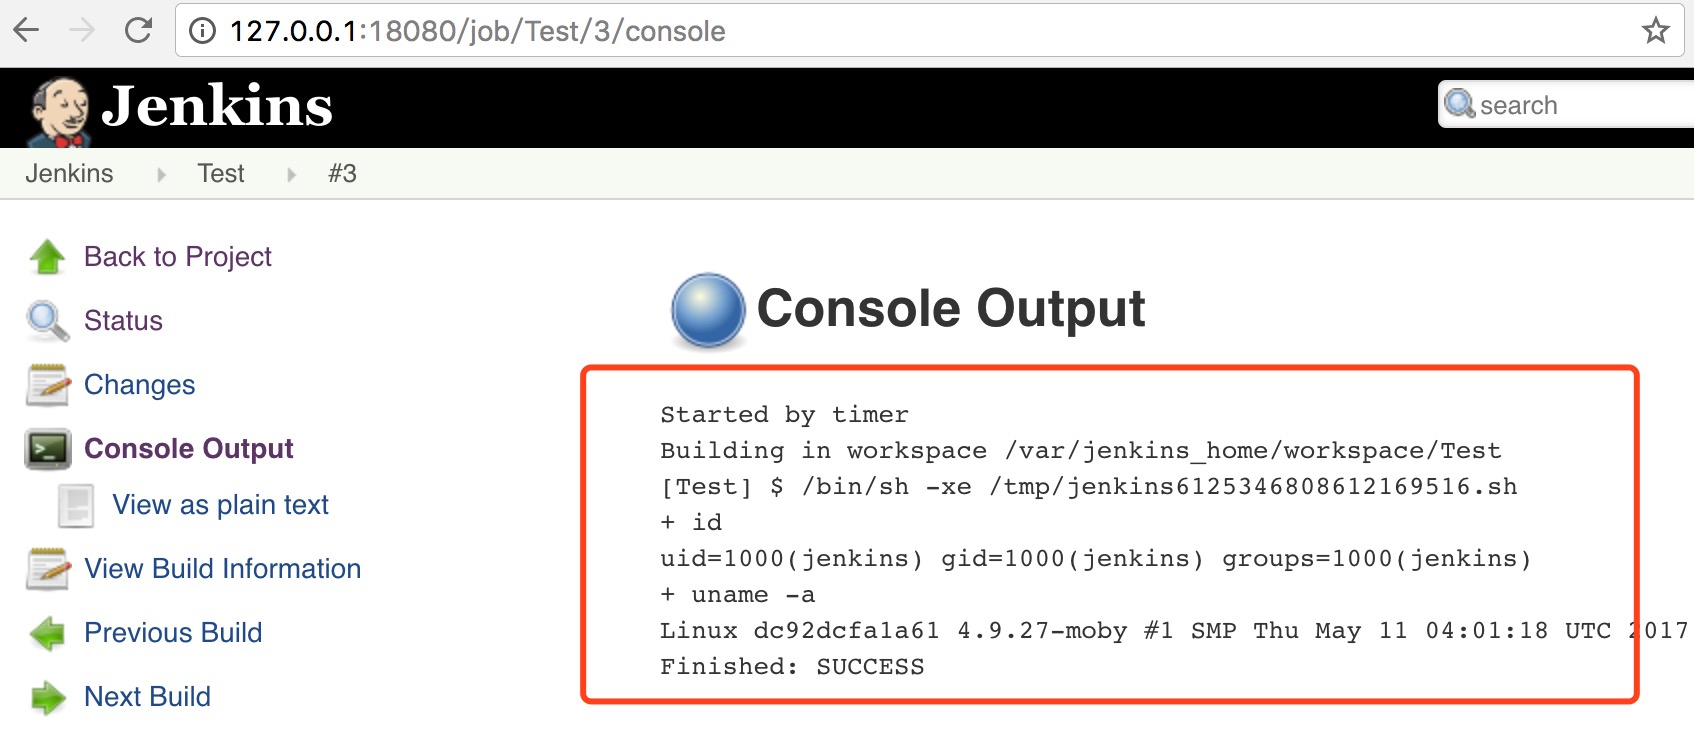 127.0.0.1:18080/job/Test/3/console
Jenkins
search
Jenkins Test #3
Back to Project
Status
Changes
Console Output
View as plain text
View Build Information
Previous Build
Next Build
Console Output
Started by timer
Building in workspace /var/jenkins_home/workspace/Test
[Test] $ /bin/sh -xe /tmp/jenkins6125346808612169516.sh
+ id
uid=1000(jenkins) gid=1000(jenkins) groups=1000(jenkins)
+ uname -a
Linux dc92dcfa1a61 4.9.27-moby #1 SMP Thu May 11 04:01:18 UTC 2017
Finished: SUCCESS